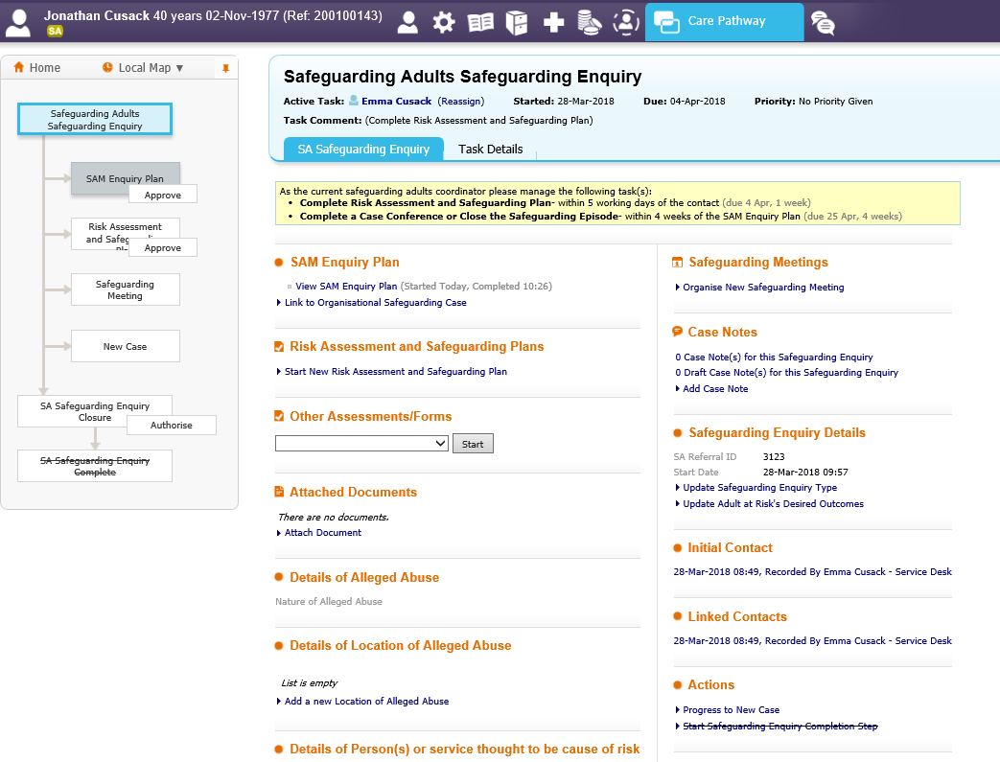 Jonathan Cusack 40 years 02-Nov-1977 (Ref: 200100143)
SA
Care Pathway
Home
Local Map ▼
Safeguarding Adults
Safeguarding Enquiry
SAM Enquiry Plan
Approve
Risk Assessment
and Safeg
Approve
Safeguarding
Meeting
New Case
SA Safeguarding Enquiry
Closure
Authorise
SA Safeguarding Enquiry
Complete
Safeguarding Adults Safeguarding Enquiry
Active Task: Emma Cusack (Reassign) Started: 28-Mar-2018 Due: 04-Apr-2018 Priority: No Priority Given
Task Comment: (Complete Risk Assessment and Safeguarding Plan)
SA Safeguarding Enquiry
Task Details
As the current safeguarding adults coordinator please manage the following task(s):
• Complete Risk Assessment and Safeguarding Plan- within 5 working days of the contact (due 4 Apr, 1 week)
• Complete a Case Conference or Close the Safeguarding Episode- within 4 weeks of the SAM Enquiry Plan (due 25 Apr, 4 weeks)
SAM Enquiry Plan
View SAM Enquiry Plan (Started Today, Completed 10:26)
Link to Organisational Safeguarding Case
Risk Assessment and Safeguarding Plans
Start New Risk Assessment and Safeguarding Plan
Other Assessments/Forms
Start
Attached Documents
There are no documents.
Attach Document
Details of Alleged Abuse
Nature of Alleged Abuse
Details of Location of Alleged Abuse
List is empty
Add a new Location of Alleged Abuse
Details of Person(s) or service thought to be cause of risk
Safeguarding Meetings
Organise New Safeguarding Meeting
Case Notes
0 Case Note(s) for this Safeguarding Enquiry
0 Draft Case Note(s) for this Safeguarding Enquiry
Add Case Note
Safeguarding Enquiry Details
SA Referral ID 3123
Start Date 28-Mar-2018 09:57
Update Safeguarding Enquiry Type
Update Adult at Risk's Desired Outcomes
Initial Contact
28-Mar-2018 08:49, Recorded By Emma Cusack - Service Desk
Linked Contacts
28-Mar-2018 08:49, Recorded By Emma Cusack - Service Desk
Actions
Progress to New Case
Start Safeguarding Enquiry Completion Step